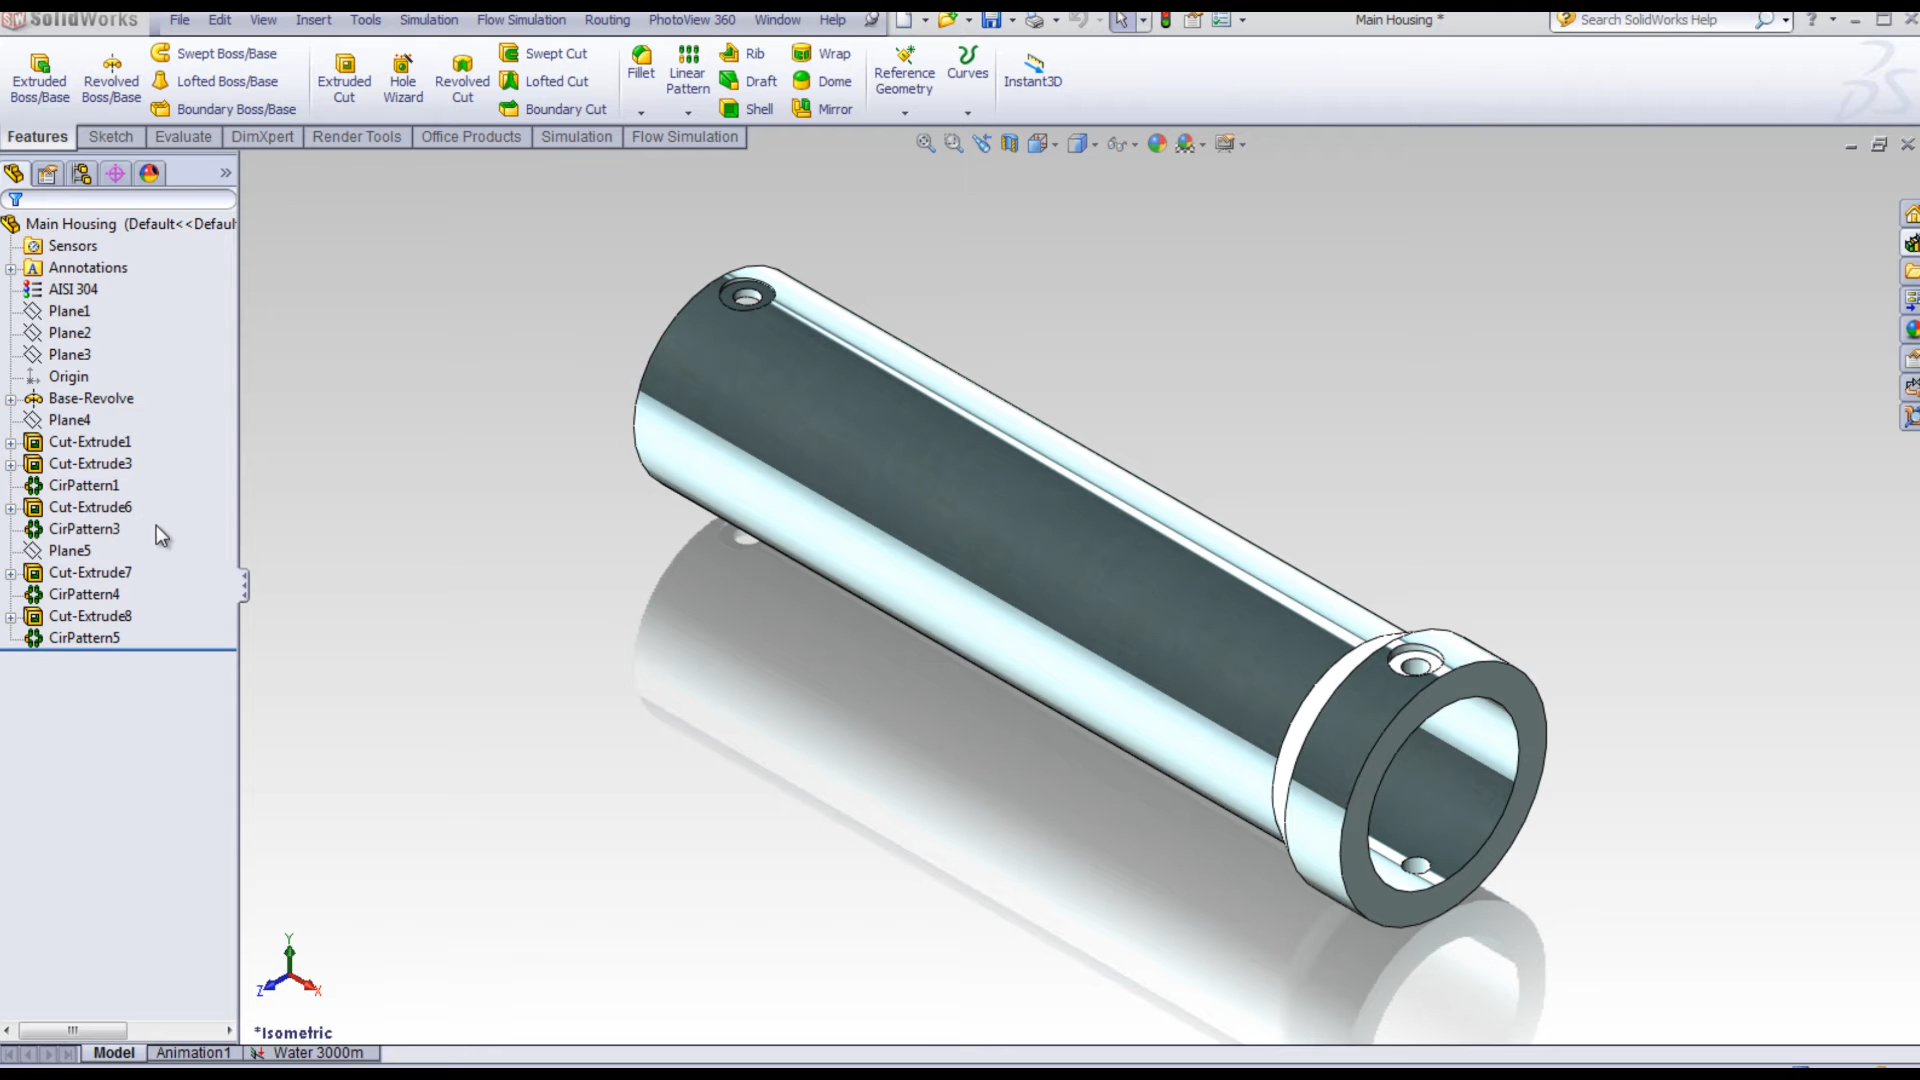 SolidWorks File Edit View Insert Tools Simulation Flow Simulation Routing PhotoView 360 Window Help Main Housing * Search SolidWorks Help ?
Extruded Boss/Base
Revolved Boss/Base
Swept Boss/Base
Lofted Boss/Base
Boundary Boss/Base
Extruded Cut
Hole Wizard
Revolved Cut
Swept Cut
Lofted Cut
Boundary Cut
Fillet
Linear Pattern
Rib
Draft
Shell
Wrap
Dome
Mirror
Reference Geometry
Curves
Instant3D
Features Sketch Evaluate DimXpert Render Tools Office Products Simulation Flow Simulation
Main Housing (Default<<Defaul
Sensors
Annotations
AISI 304
Plane1
Plane2
Plane3
Origin
Base-Revolve
Plane4
Cut-Extrude1
Cut-Extrude3
CirPattern1
Cut-Extrude6
CirPattern3
Plane5
Cut-Extrude7
CirPattern4
Cut-Extrude8
CirPattern5
Y
Z X
*Isometric
Model Animation1 Water 3000m